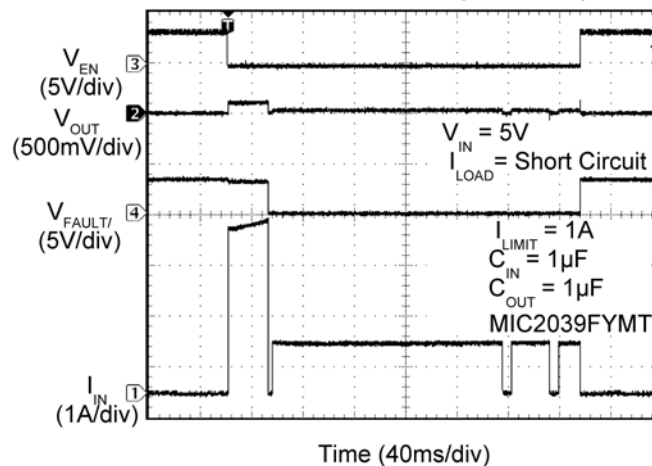 T
V_EN
(5V/div)
3
V_OUT
(500mV/div)
2
V_IN = 5V
I_LOAD = Short Circuit
V_FAULT/
(5V/div)
4
I_LIMIT = 1A
C_IN = 1µF
C_OUT = 1µF
MIC2039FYMT
I_IN
(1A/div)
1
Time (40ms/div)